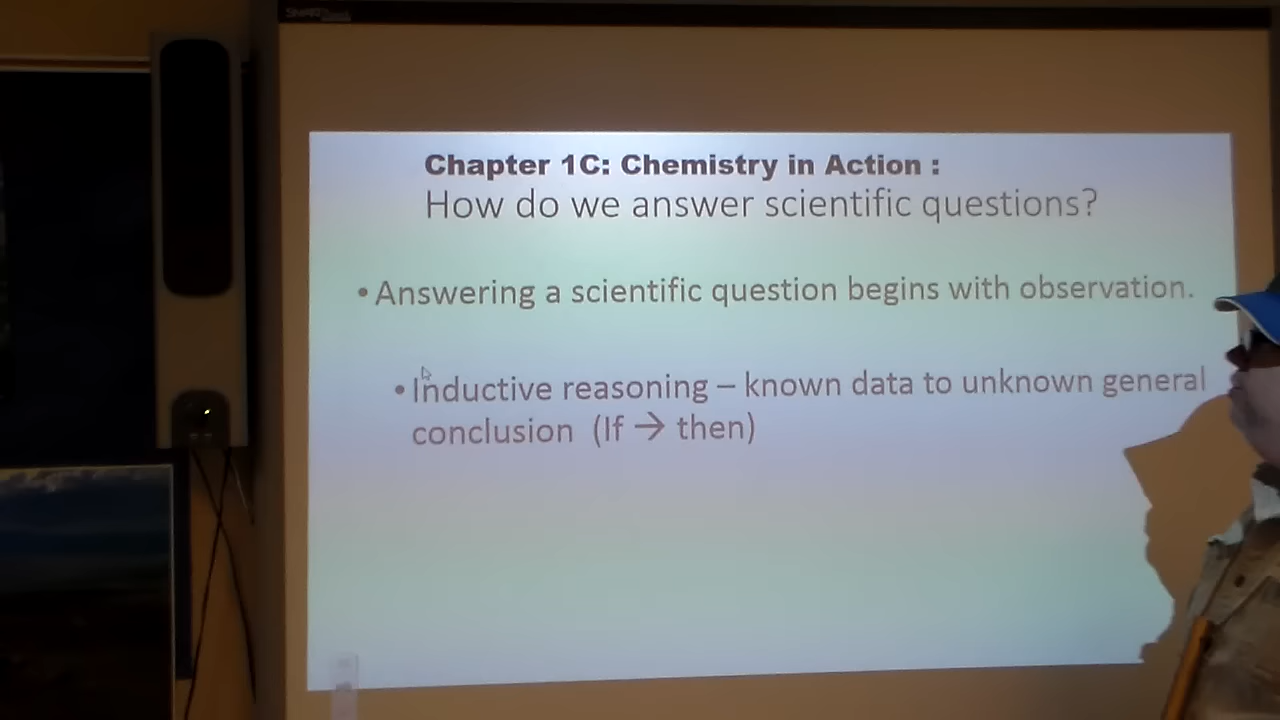 SMART
Chapter 1C: Chemistry in Action :
How do we answer scientific questions?
• Answering a scientific question begins with observation.
• Inductive reasoning – known data to unknown general
conclusion (If → then)